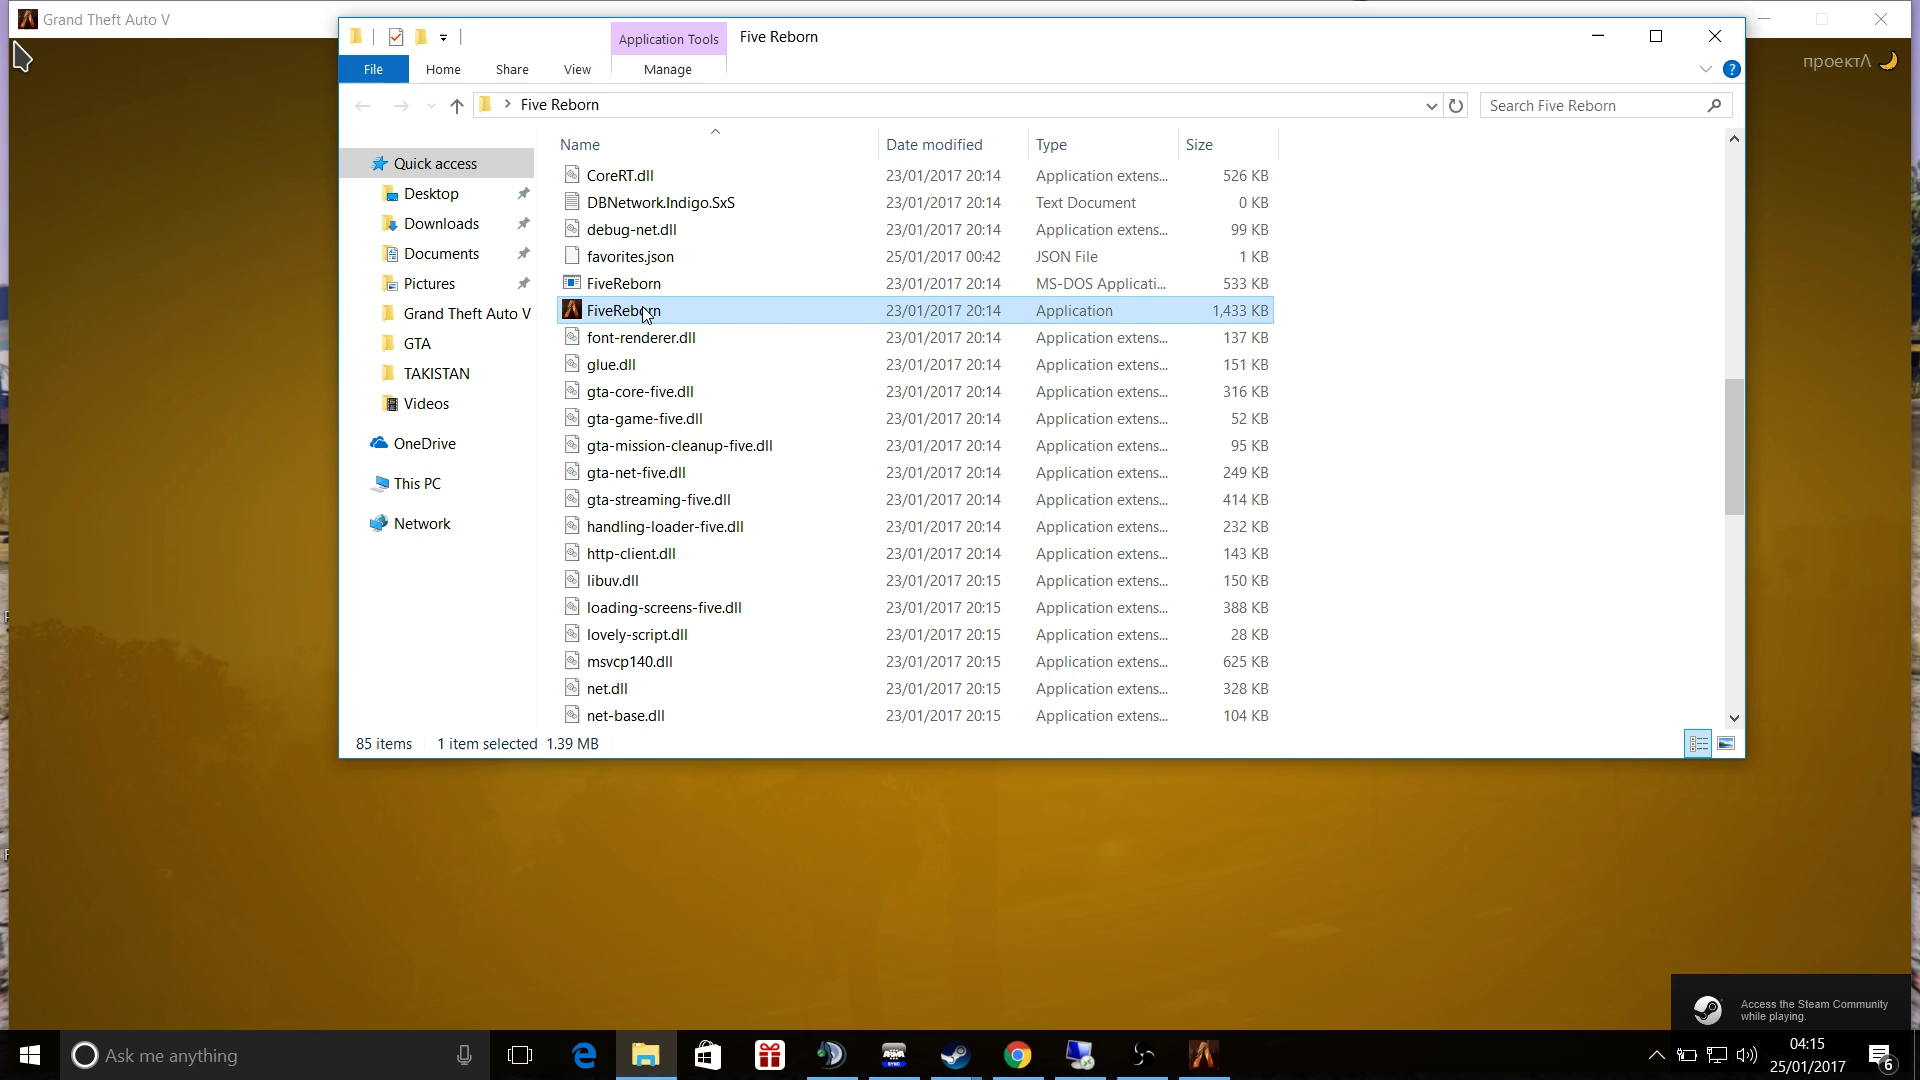 Grand Theft Auto V
Application Tools
Five Reborn
File
Home
Share
View
Manage
проектΛ
Five Reborn
Search Five Reborn
Name
Date modified
Type
Size
Quick access
Desktop
Downloads
Documents
Pictures
Grand Theft Auto V
GTA
TAKISTAN
Videos
OneDrive
This PC
Network
CoreRT.dll 23/01/2017 20:14 Application extens... 526 KB
DBNetwork.Indigo.SxS 23/01/2017 20:14 Text Document 0 KB
debug-net.dll 23/01/2017 20:14 Application extens... 99 KB
favorites.json 25/01/2017 00:42 JSON File 1 KB
FiveReborn 23/01/2017 20:14 MS-DOS Applicati... 533 KB
FiveReborn 23/01/2017 20:14 Application 1,433 KB
font-renderer.dll 23/01/2017 20:14 Application extens... 137 KB
glue.dll 23/01/2017 20:14 Application extens... 151 KB
gta-core-five.dll 23/01/2017 20:14 Application extens... 316 KB
gta-game-five.dll 23/01/2017 20:14 Application extens... 52 KB
gta-mission-cleanup-five.dll 23/01/2017 20:14 Application extens... 95 KB
gta-net-five.dll 23/01/2017 20:14 Application extens... 249 KB
gta-streaming-five.dll 23/01/2017 20:14 Application extens... 414 KB
handling-loader-five.dll 23/01/2017 20:14 Application extens... 232 KB
http-client.dll 23/01/2017 20:14 Application extens... 143 KB
libuv.dll 23/01/2017 20:15 Application extens... 150 KB
loading-screens-five.dll 23/01/2017 20:15 Application extens... 388 KB
lovely-script.dll 23/01/2017 20:15 Application extens... 28 KB
msvcp140.dll 23/01/2017 20:15 Application extens... 625 KB
net.dll 23/01/2017 20:15 Application extens... 328 KB
net-base.dll 23/01/2017 20:15 Application extens... 104 KB
85 items 1 item selected 1.39 MB
Access the Steam Community
while playing.
Ask me anything
04:15
25/01/2017
6